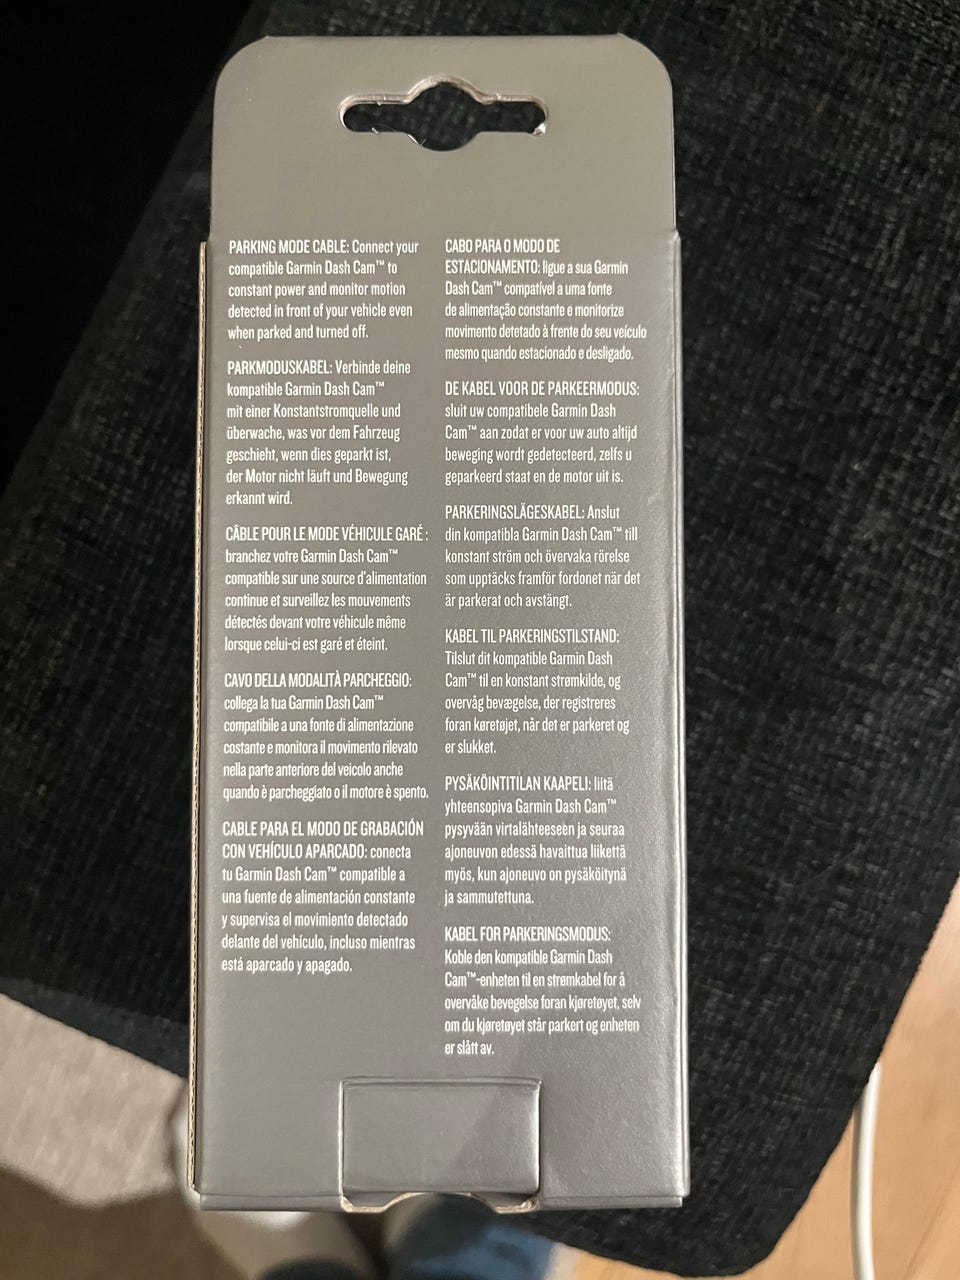 PARKING MODE CABLE: Connect your
compatible Garmin Dash Cam™ to
constant power and monitor motion
detected in front of your vehicle even
when parked and turned off.
PARKMODUSKABEL: Verbinde deine
kompatible Garmin Dash Cam™
mit einer Konstantstromquelle und
überwache, was vor dem Fahrzeug
geschieht, wenn dies geparkt ist,
der Motor nicht läuft und Bewegung
erkannt wird.
CÂBLE POUR LE MODE VÉHICULE GARÉ :
branchez votre Garmin Dash Cam™
compatible sur une source d'alimentation
continue et surveillez les mouvements
détectés devant votre véhicule même
lorsque celui-ci est garé et éteint.
CAVO DELLA MODALITÀ PARCHEGGIO:
collega la tua Garmin Dash Cam™
compatibile a una fonte di alimentazione
costante e monitora il movimento rilevato
nella parte anteriore del veicolo anche
quando è parcheggiato o il motore è spento.
CABLE PARA EL MODO DE GRABACIÓN
CON VEHÍCULO APARCADO: conecta
tu Garmin Dash Cam™ compatible a
una fuente de alimentación constante
y supervisa el movimiento detectado
delante del vehículo, incluso mientras
está aparcado y apagado.
CABO PARA O MODO DE
ESTACIONAMENTO: ligue a sua Garmin
Dash Cam™ compatível a uma fonte
de alimentação constante e monitorize
movimento detetado à frente do seu veículo
mesmo quando estacionado e desligado.
DE KABEL VOOR DE PARKEERMODUS:
sluit uw compatibele Garmin Dash
Cam™ aan zodat er voor uw auto altijd
beweging wordt gedetecteerd, zelfs u
geparkeerd staat en de motor uit is.
PARKERINGSLÄGESKABEL: Anslut
din kompatibla Garmin Dash Cam™ till
konstant ström och övervaka rörelse
som upptäcks framför fordonet när det
är parkerat och avstängt.
KABEL TIL PARKERINGSTILSTAND:
Tilslut dit kompatible Garmin Dash
Cam™ til en konstant strømkilde, og
overvåg bevægelse, der registreres
foran køretøjet, når det er parkeret og
er slukket.
PYSÄKÖINTITILAN KAAPELI: liitä
yhteensopiva Garmin Dash Cam™
pysyvään virtalähteeseen ja seuraa
ajoneuvon edessä havaittua liikettä
myös, kun ajoneuvo on pysäköitynä
ja sammutettuna.
KABEL FOR PARKERINGSMODUS:
Koble den kompatible Garmin Dash
Cam™-enheten til en strømkabel for å
overvåke bevegelse foran kjøretøyet, selv
om du kjøretøyet står parkert og enheten
er slått av.